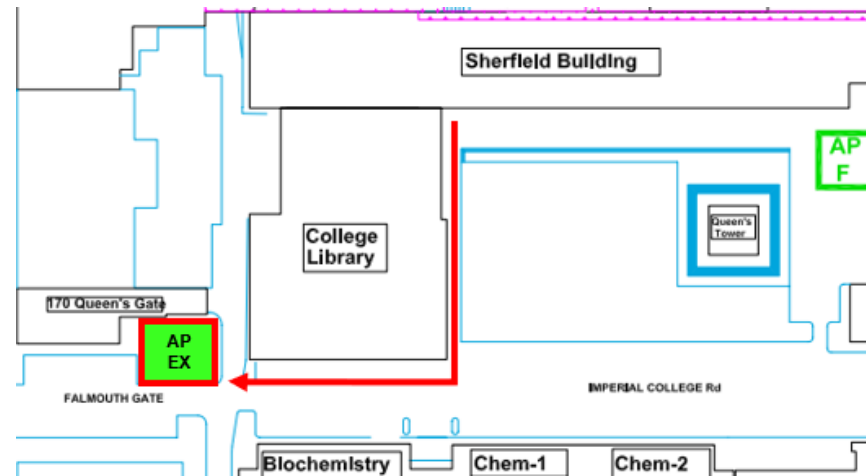 Sherfield Building
AP
F
Queen's
Tower
College
Library
170 Queen's Gate
AP
EX
FALMOUTH GATE
IMPERIAL COLLEGE Rd
Biochemistry
Chem-1
Chem-2